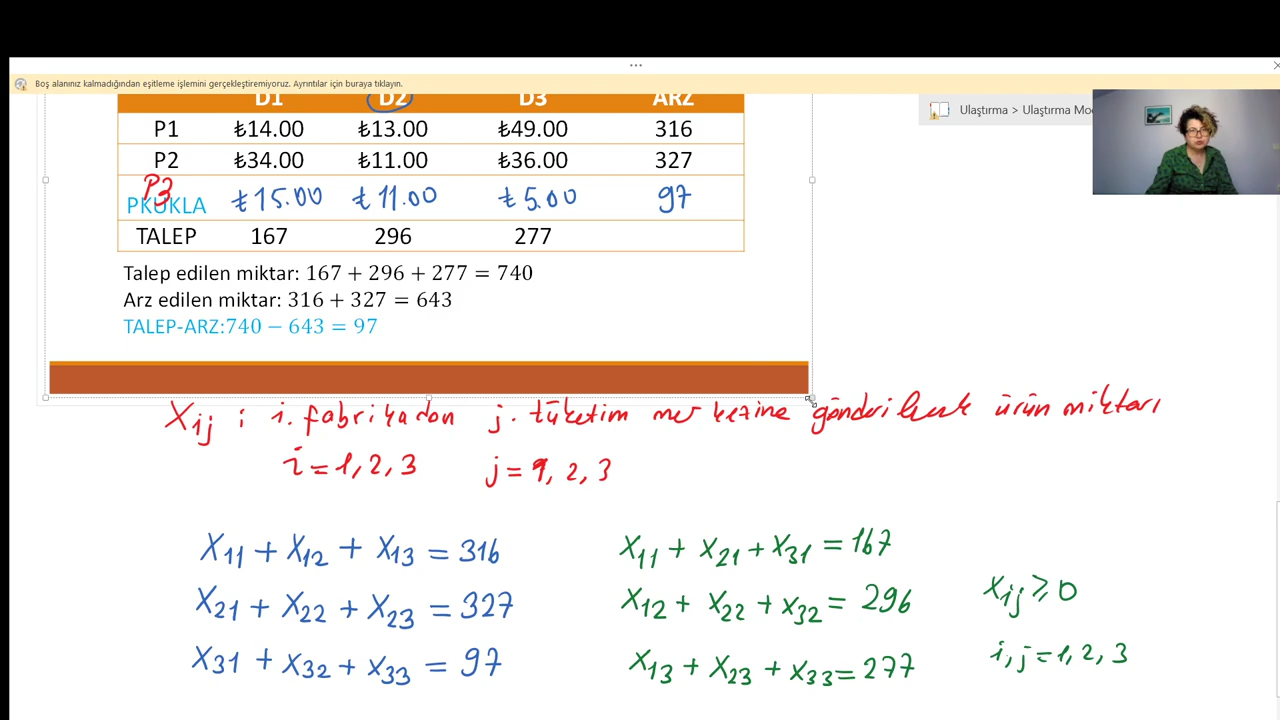 •••
Boş alanınız kalmadığından eşitleme işlemini gerçekleştiremiyoruz. Ayrıntılar için buraya tıklayın.
D1 D2 D3 ARZ
Ulaştırma > Ulaştırma Mo
P1 ₺14.00 ₺13.00 ₺49.00 316
P2 ₺34.00 ₺11.00 ₺36.00 327
P3
PKUKLA ₺15.00 ₺11.00 ₺5.00 97
TALEP 167 296 277
Talep edilen miktar: 167 + 296 + 277 = 740
Arz edilen miktar: 316 + 327 = 643
TALEP-ARZ:740 − 643 = 97
Xij : i. fabrikadan j. tüketim merkezine gönderilecek ürün miktarı
i=1, 2, 3 j= 1, 2, 3
X11 + X12 + X13 = 316 X11 + X21 + X31 = 167
X21 + X22 + X23 = 327 X12 + X22 + X32 = 296 Xij ≥ 0
X31 + X32 + X33 = 97 X13 + X23 + X33 = 277 i,j = 1, 2, 3